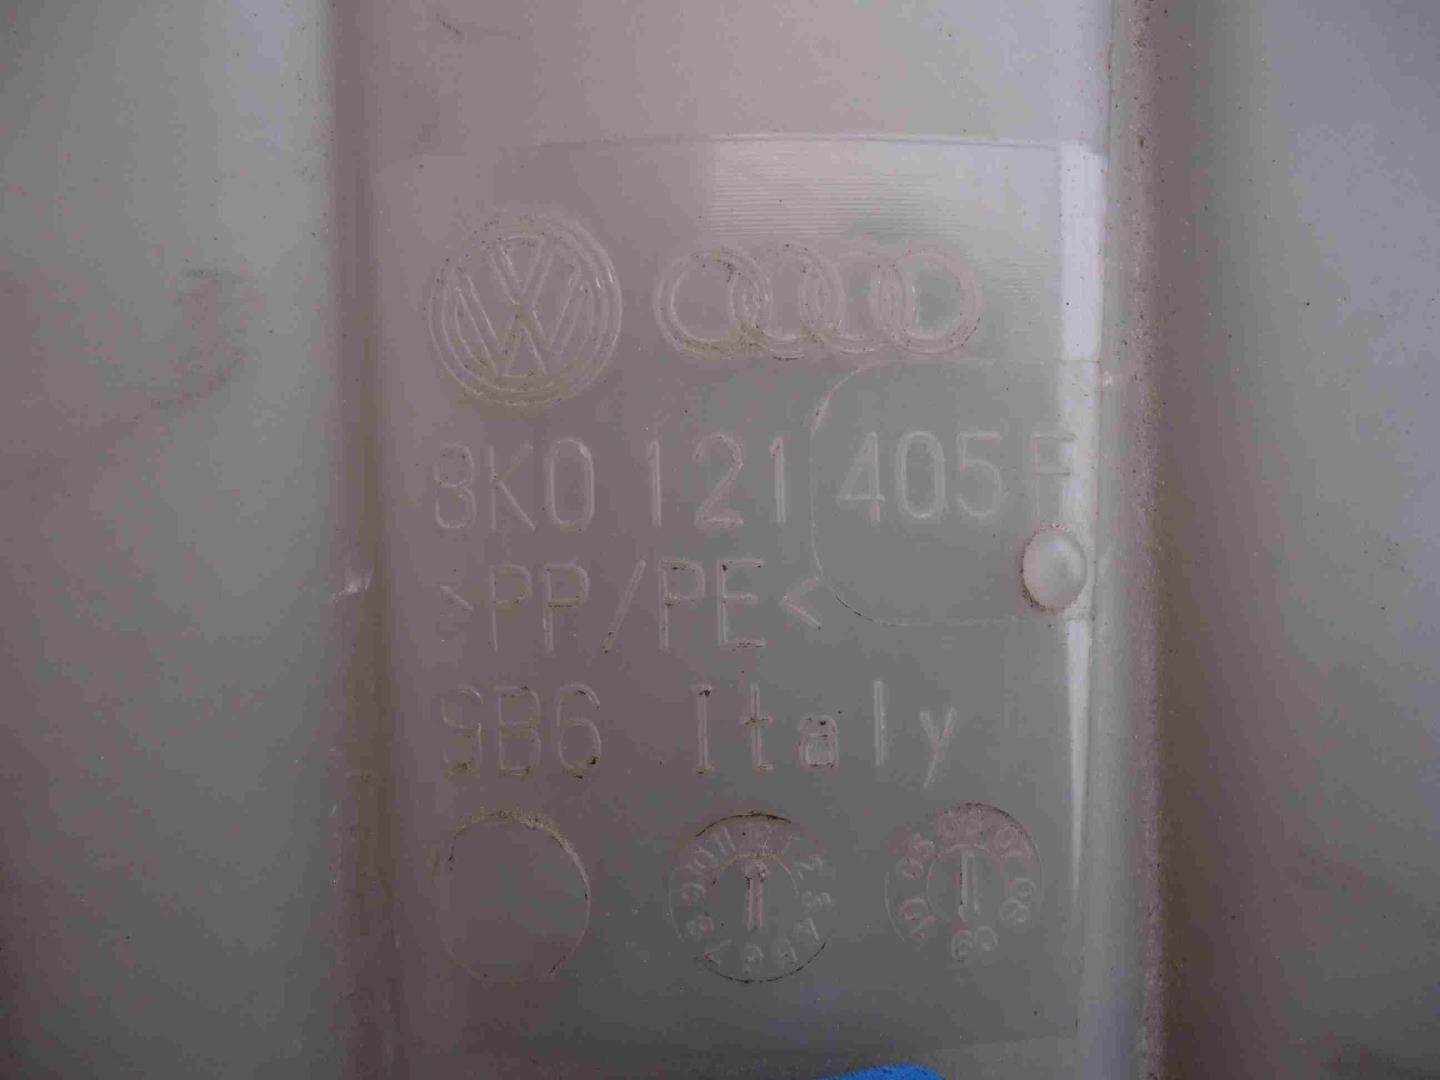 8K0 121 405 F
>PP/PE<
SB6 Italy